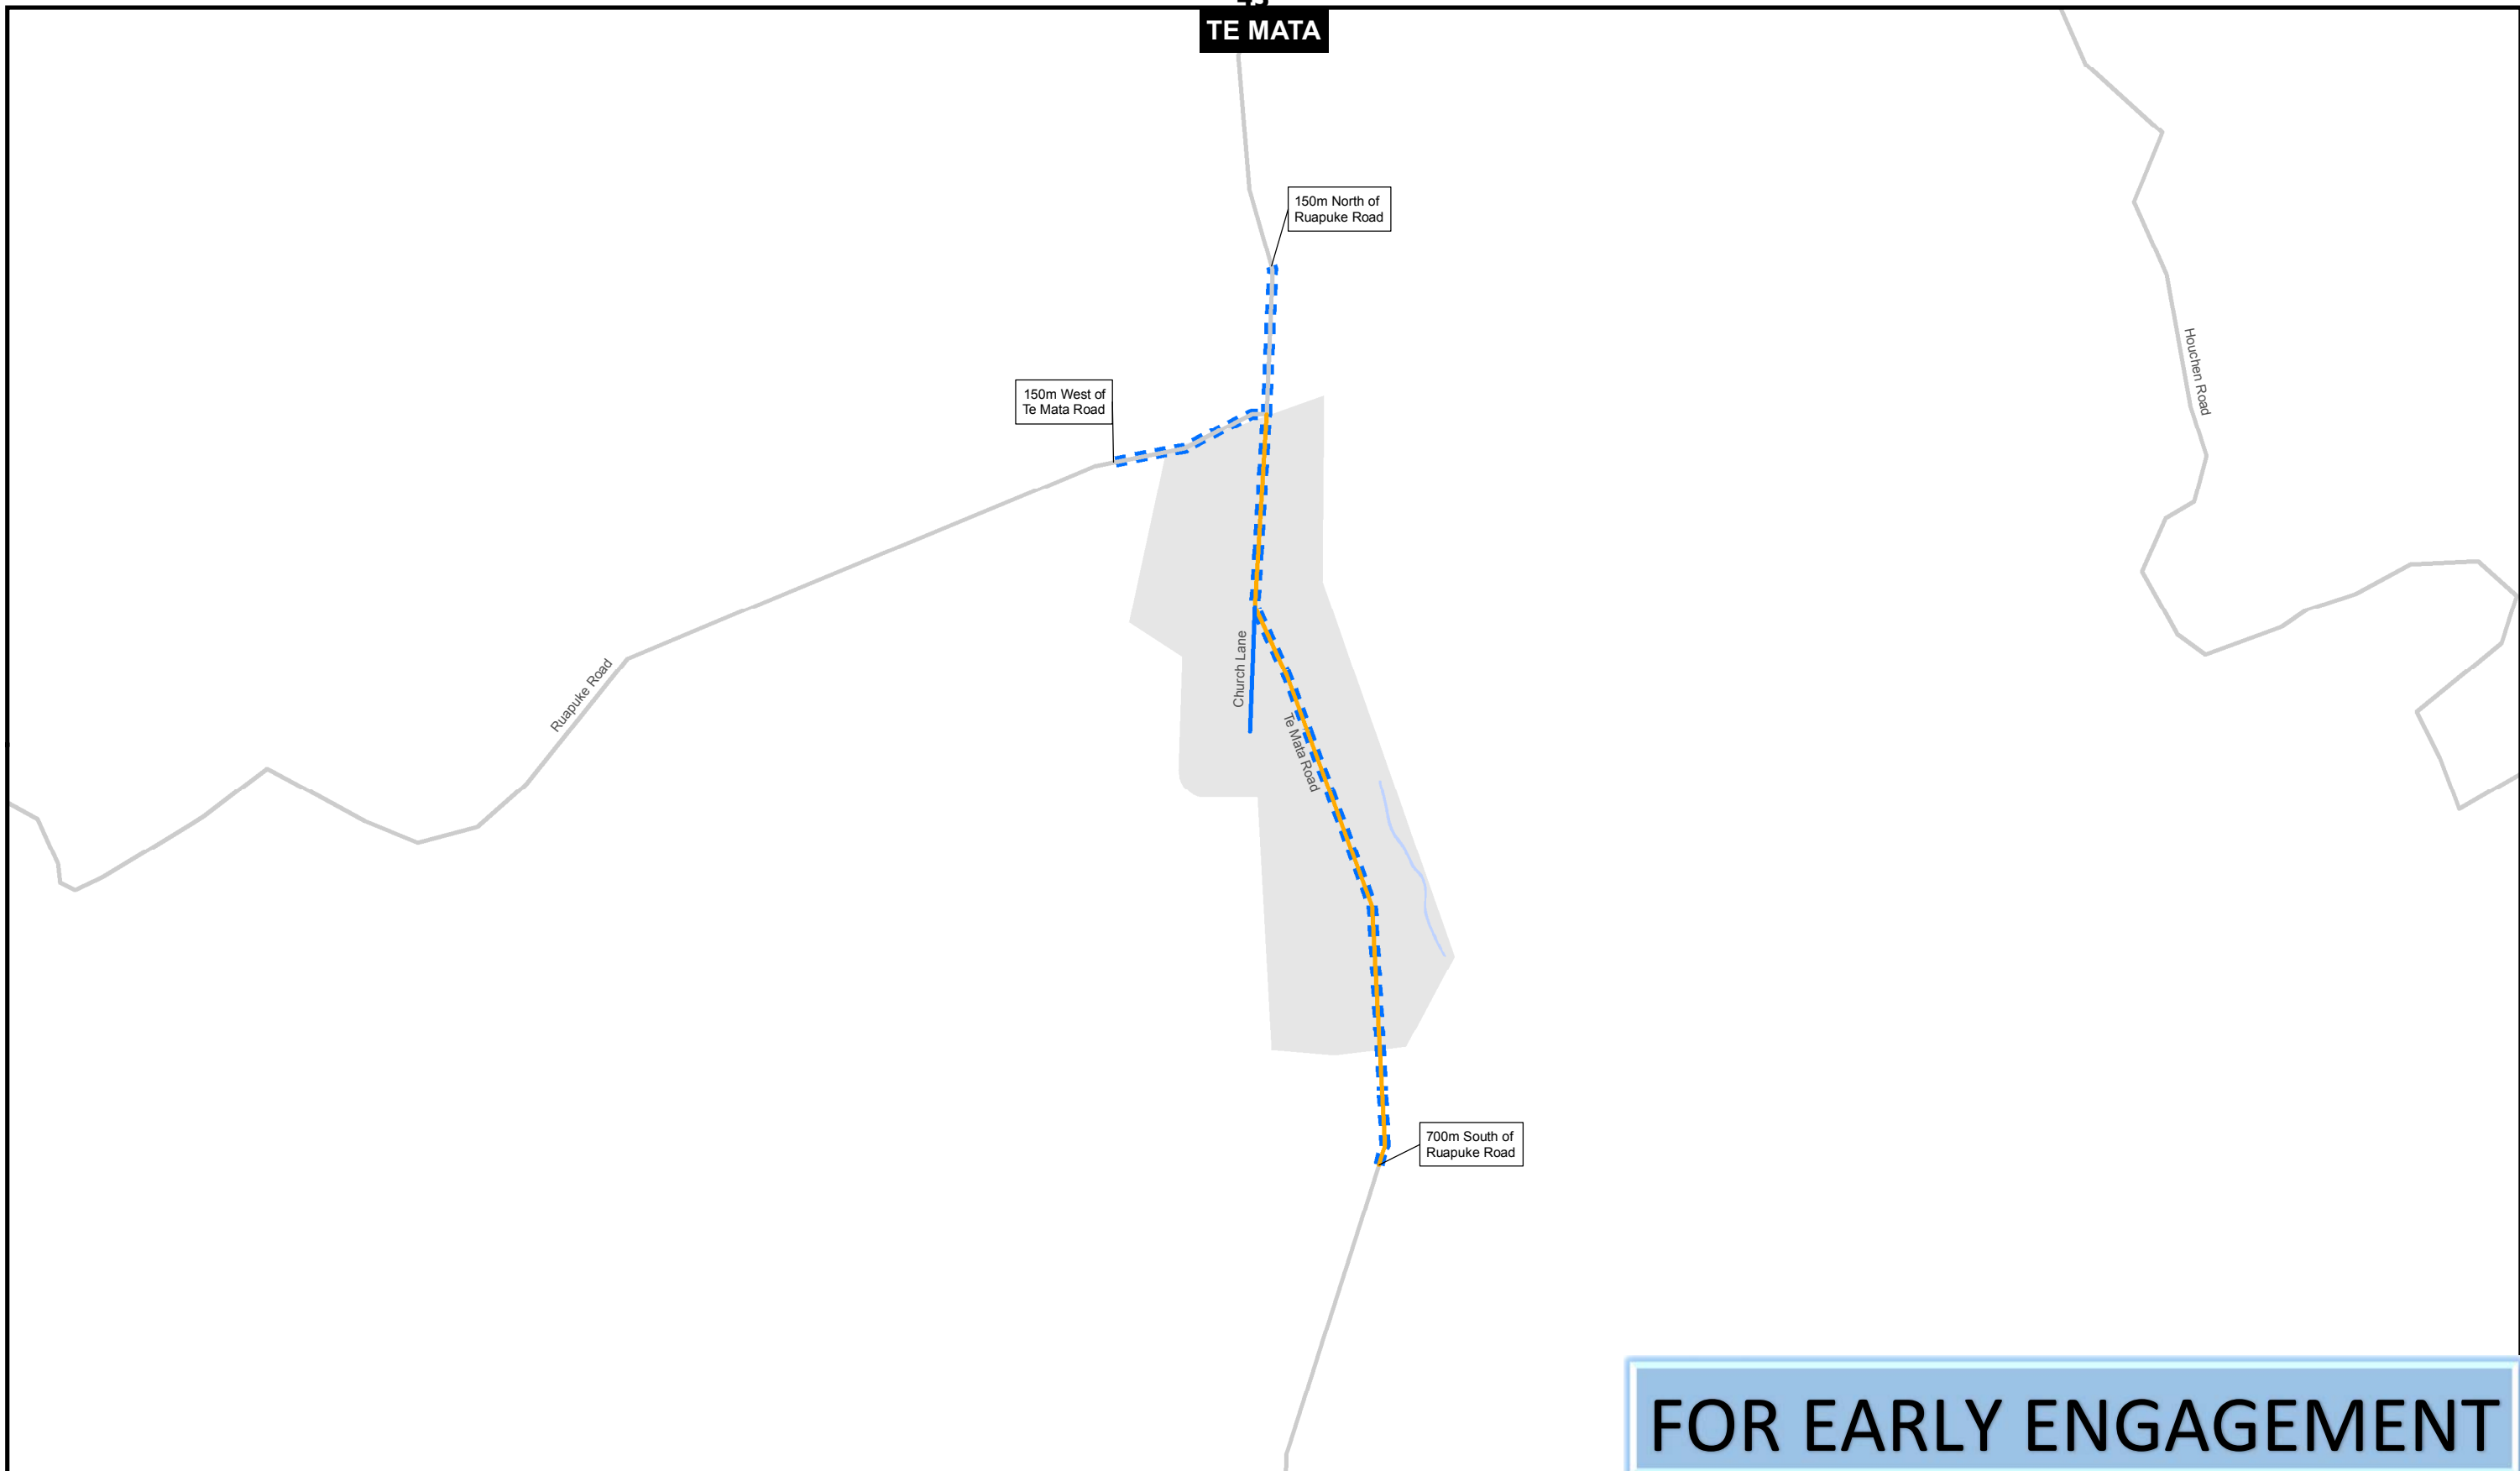 TE MATA
150m North of
Ruapuke Road
150m West of
Te Mata Road
Houchen Road
Church Lane
Ruapuke Road
Te Mata Road
700m South of
Ruapuke Road
FOR EARLY ENGAGEMENT